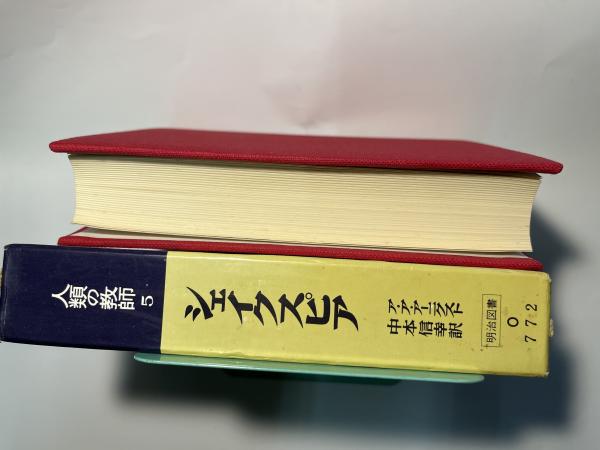 人類の教師
5
シェイクスピア
ア・ア・アニクスト
中本信幸訳
明治図書
0
772